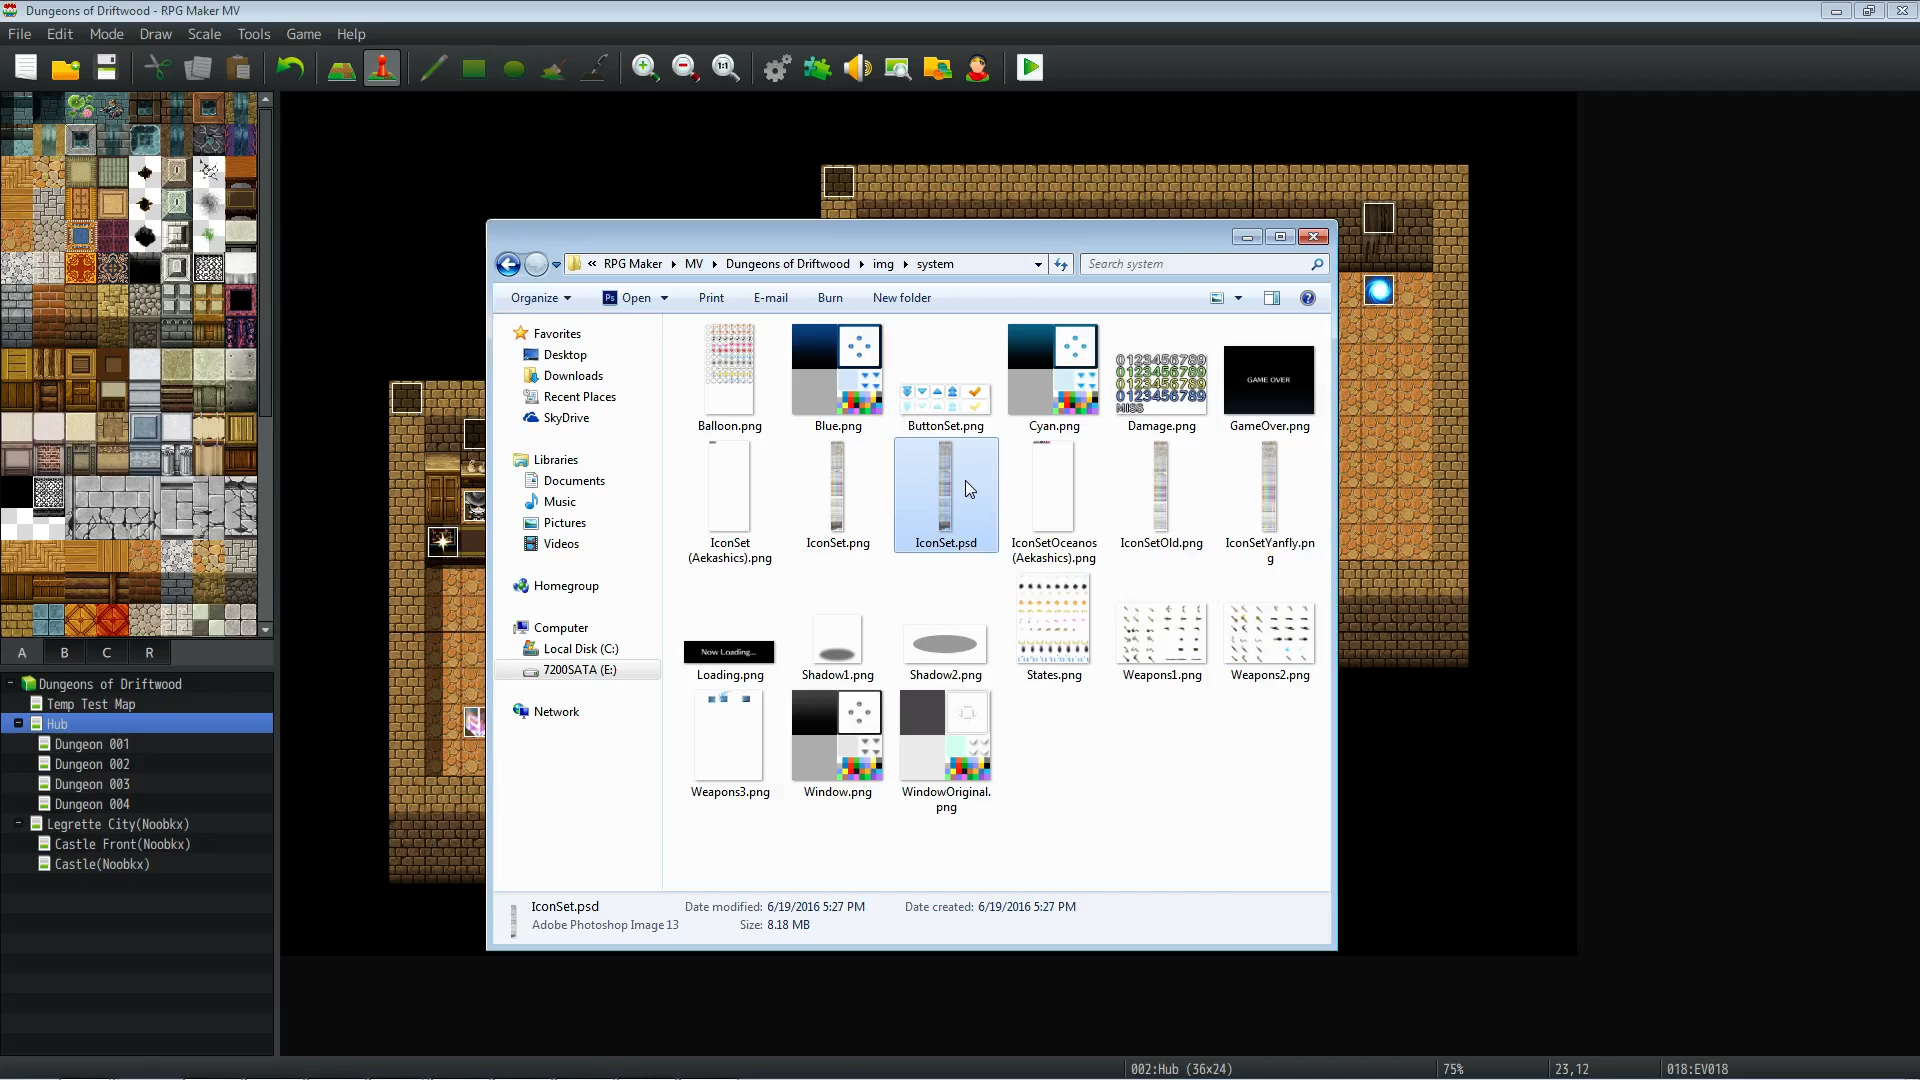 Dungeons of Driftwood - RPG Maker MV
File Edit Mode Draw Scale Tools Game Help
1:1
« RPG Maker MV Dungeons of Driftwood img system
Search system
Organize
Ps Open
Print
E-mail
Burn
New folder
Favorites
Desktop
Downloads
Recent Places
SkyDrive
Libraries
Documents
Music
Pictures
Videos
Homegroup
Computer
Local Disk (C:)
7200SATA (E:)
Network
0123456789
0123456789
0123456789
0123456789
MISS
GAME OVER
Balloon.png
Blue.png
ButtonSet.png
Cyan.png
Damage.png
GameOver.png
IconSet
(Aekashics).png
IconSet.png
IconSet.psd
IconSetOceanos
(Aekashics).png
IconSetOld.png
IconSetYanfly.pn
g
Now Loading...
Loading.png
Shadow1.png
Shadow2.png
States.png
Weapons1.png
Weapons2.png
Weapons3.png
Window.png
WindowOriginal.
png
IconSet.psd
Date modified: 6/19/2016 5:27 PM
Date created: 6/19/2016 5:27 PM
Adobe Photoshop Image 13
Size: 8.18 MB
A B C R
Dungeons of Driftwood
Temp Test Map
Hub
Dungeon 001
Dungeon 002
Dungeon 003
Dungeon 004
Legrette City(Noobkx)
Castle Front(Noobkx)
Castle(Noobkx)
002:Hub (36x24)
75%
23,12
018:EV018